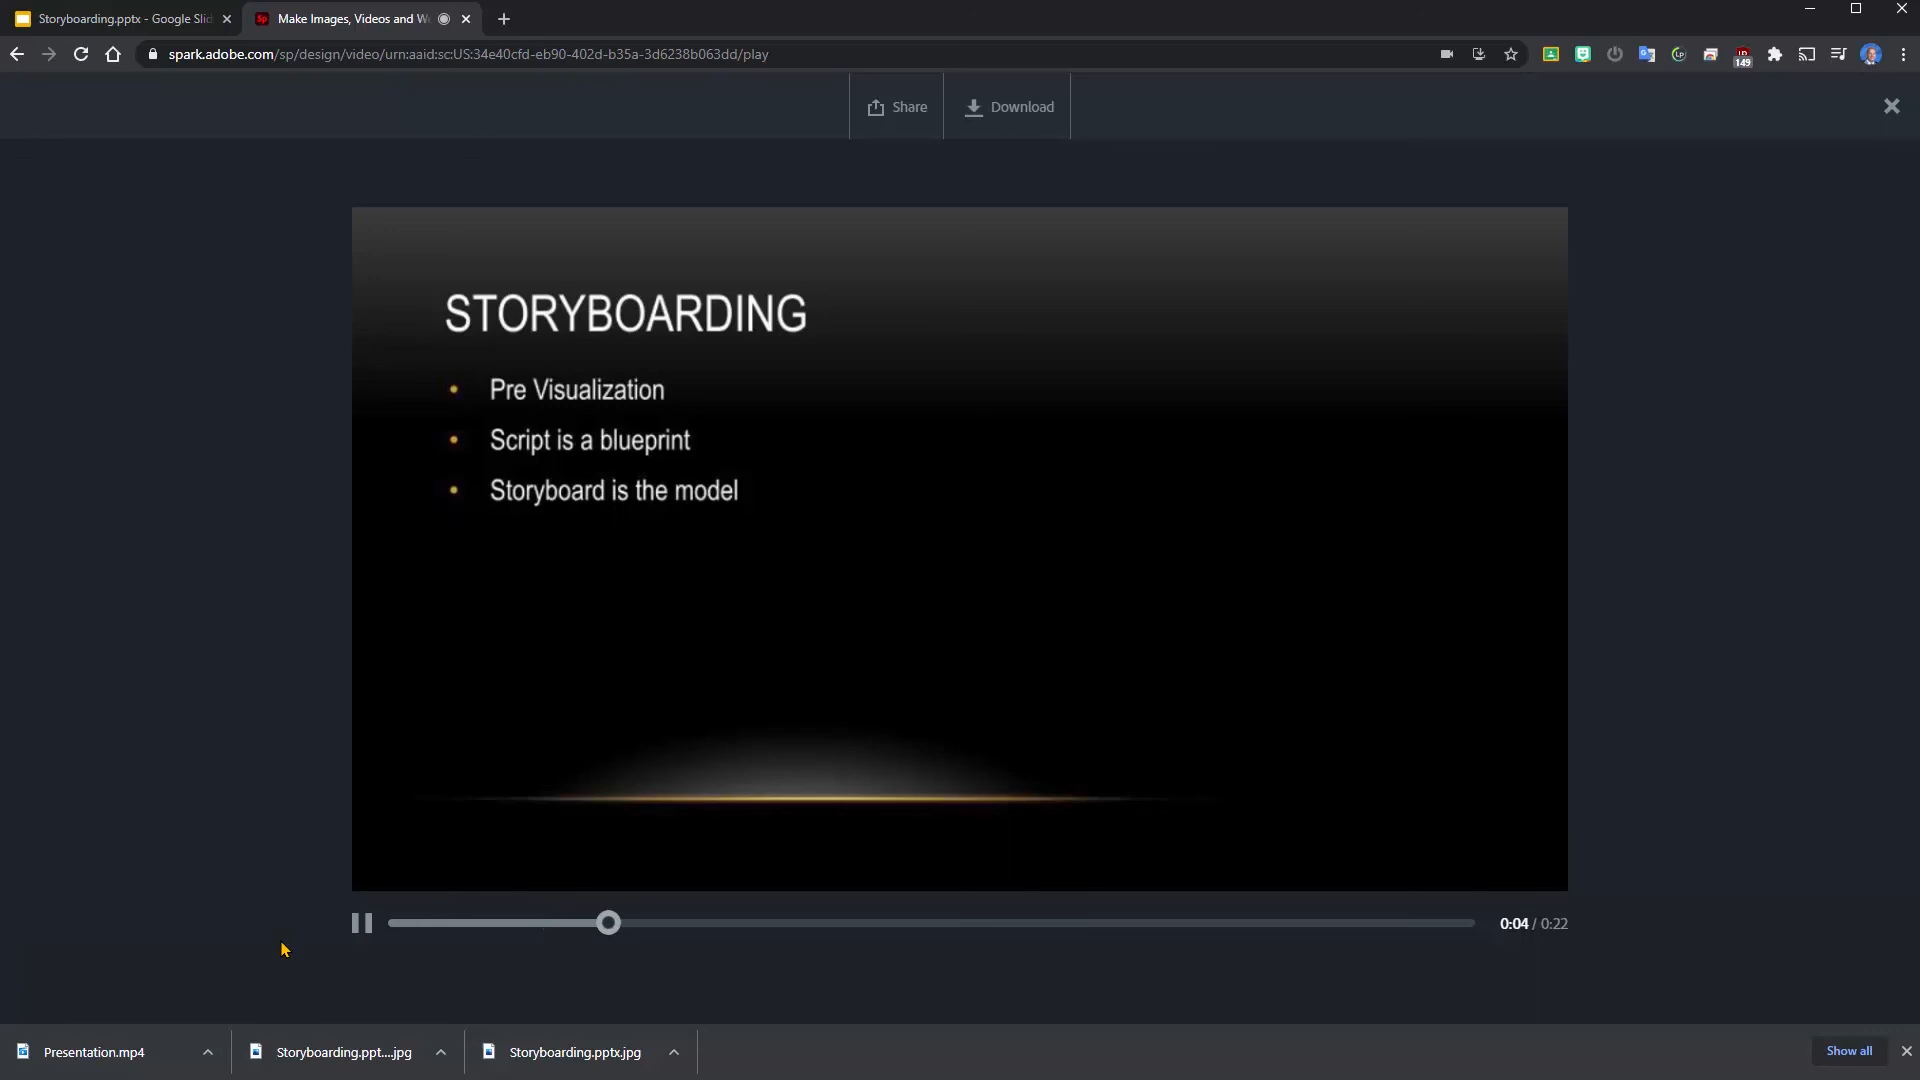 Storyboarding.pptx - Google Slid
Make Images, Videos and W
spark.adobe.com/sp/design/video/urn:aaid:sc:US:34e40cfd-eb90-402d-b35a-3d6238b063dd/play
149
Share
Download
STORYBOARDING
• Pre Visualization
• Script is a blueprint
• Storyboard is the model
0:04 / 0:22
Presentation.mp4
Storyboarding.ppt....jpg
Storyboarding.pptx.jpg
Show all